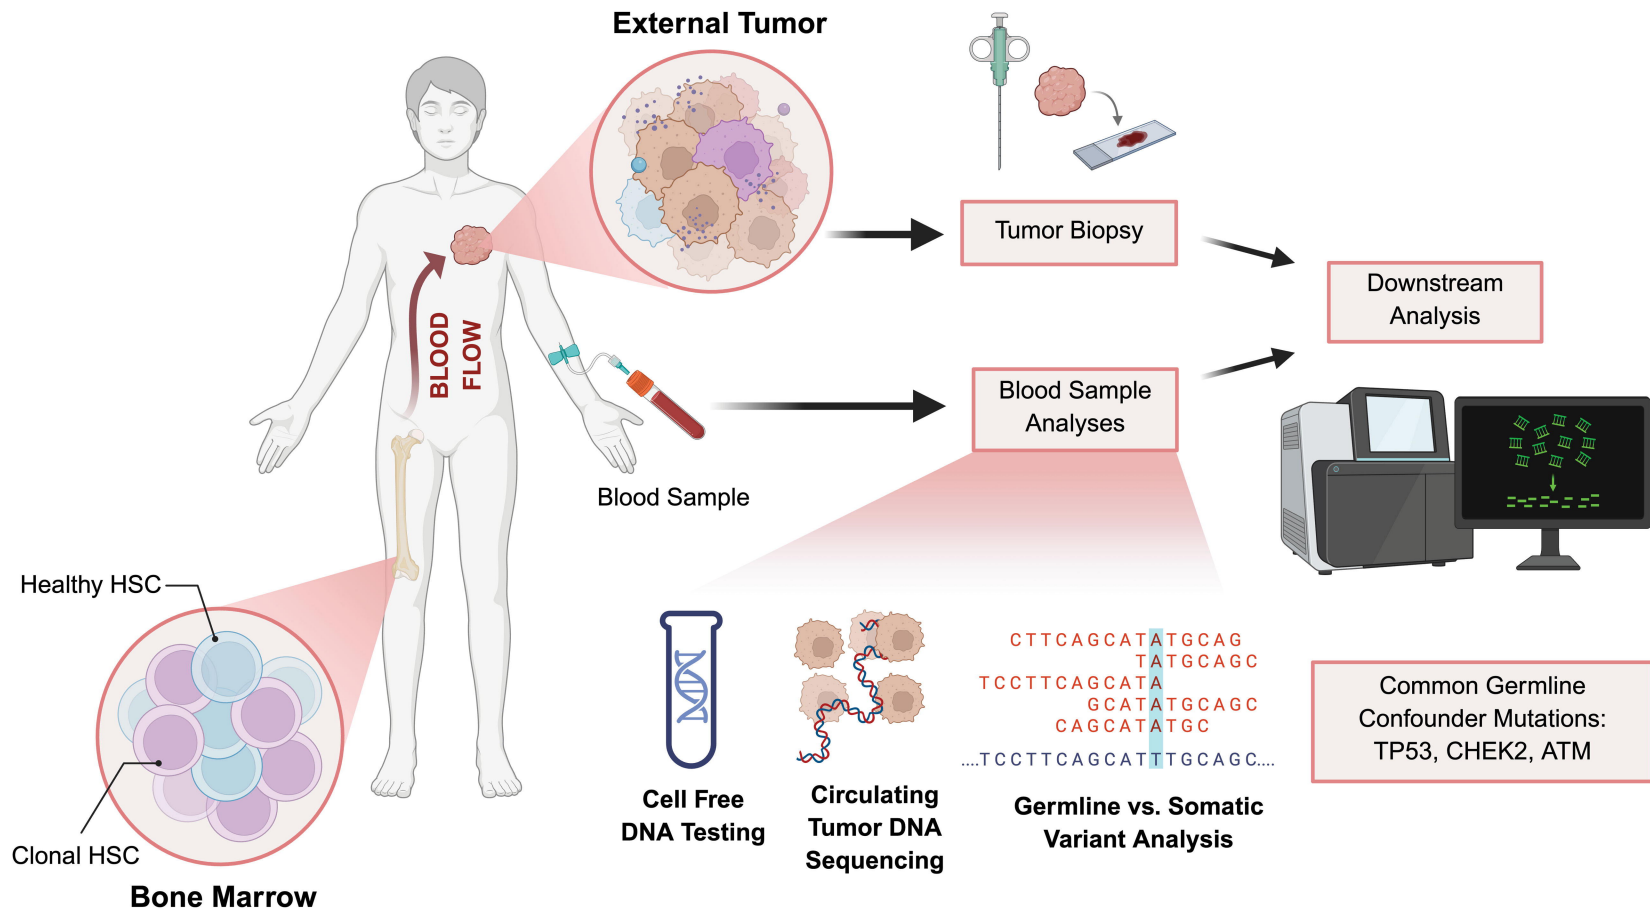 External Tumor
Tumor Biopsy
Downstream
Analysis
BLOOD
FLOW
Blood Sample
Analyses
Blood Sample
Healthy HSC
Clonal HSC
Bone Marrow
Cell Free
DNA Testing
Circulating
Tumor DNA
Sequencing
CTTCAGCATATGCAG
TATGCAGC
TCCTTCAGCATA
GCATATGCAGC
CAGCATATGC
....TCCTTCAGCATTTGCAGC....
Germline vs. Somatic
Variant Analysis
Common Germline
Confounder Mutations:
TP53, CHEK2, ATM